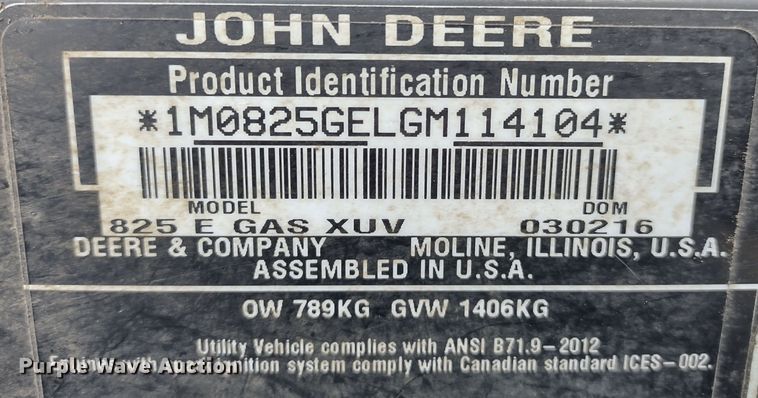 JOHN DEERE
Product Identification Number
*1M0825GELGM114104*
MODEL DOM
825 E GAS XUV 030216
DEERE & COMPANY MOLINE, ILLINOIS, U.S.A.
ASSEMBLED IN U.S.A.
OW 789KG GVW 1406KG
Utility Vehicle complies with ANSI B71.9-2012
ignition system comply with Canadian standard ICES-002.
Purple Wave Auction